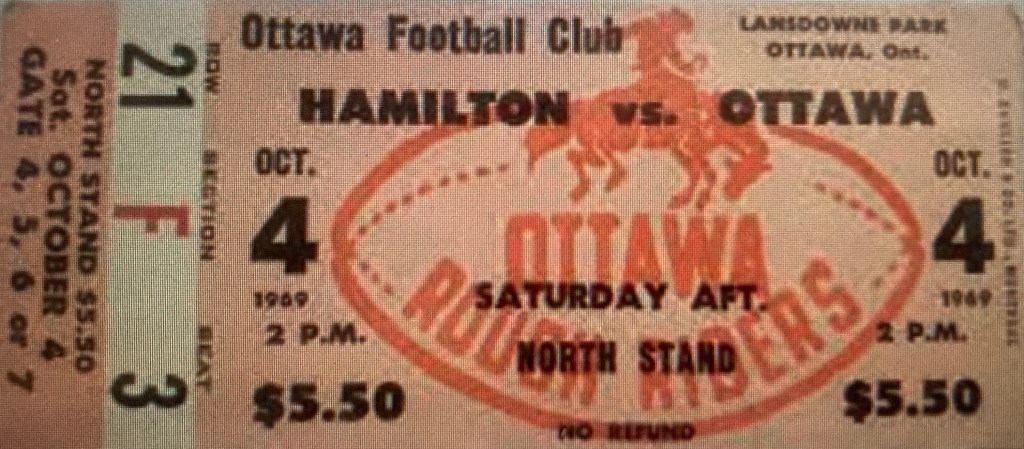 NORTH STAND $5.50
Sat. OCTOBER 4
GATE 4, 5, 6 or 7
ROW SECTION SEAT
21 F 3
Ottawa Football Club
LANSDOWNE PARK
OTTAWA, Ont.
HAMILTON vs. OTTAWA
OCT. OCT.
4 4
OTTAWA
ROUGH RIDERS
SATURDAY AFT.
1969 1969
2 P.M. 2 P.M.
NORTH STAND
$5.50 $5.50
NO REFUND